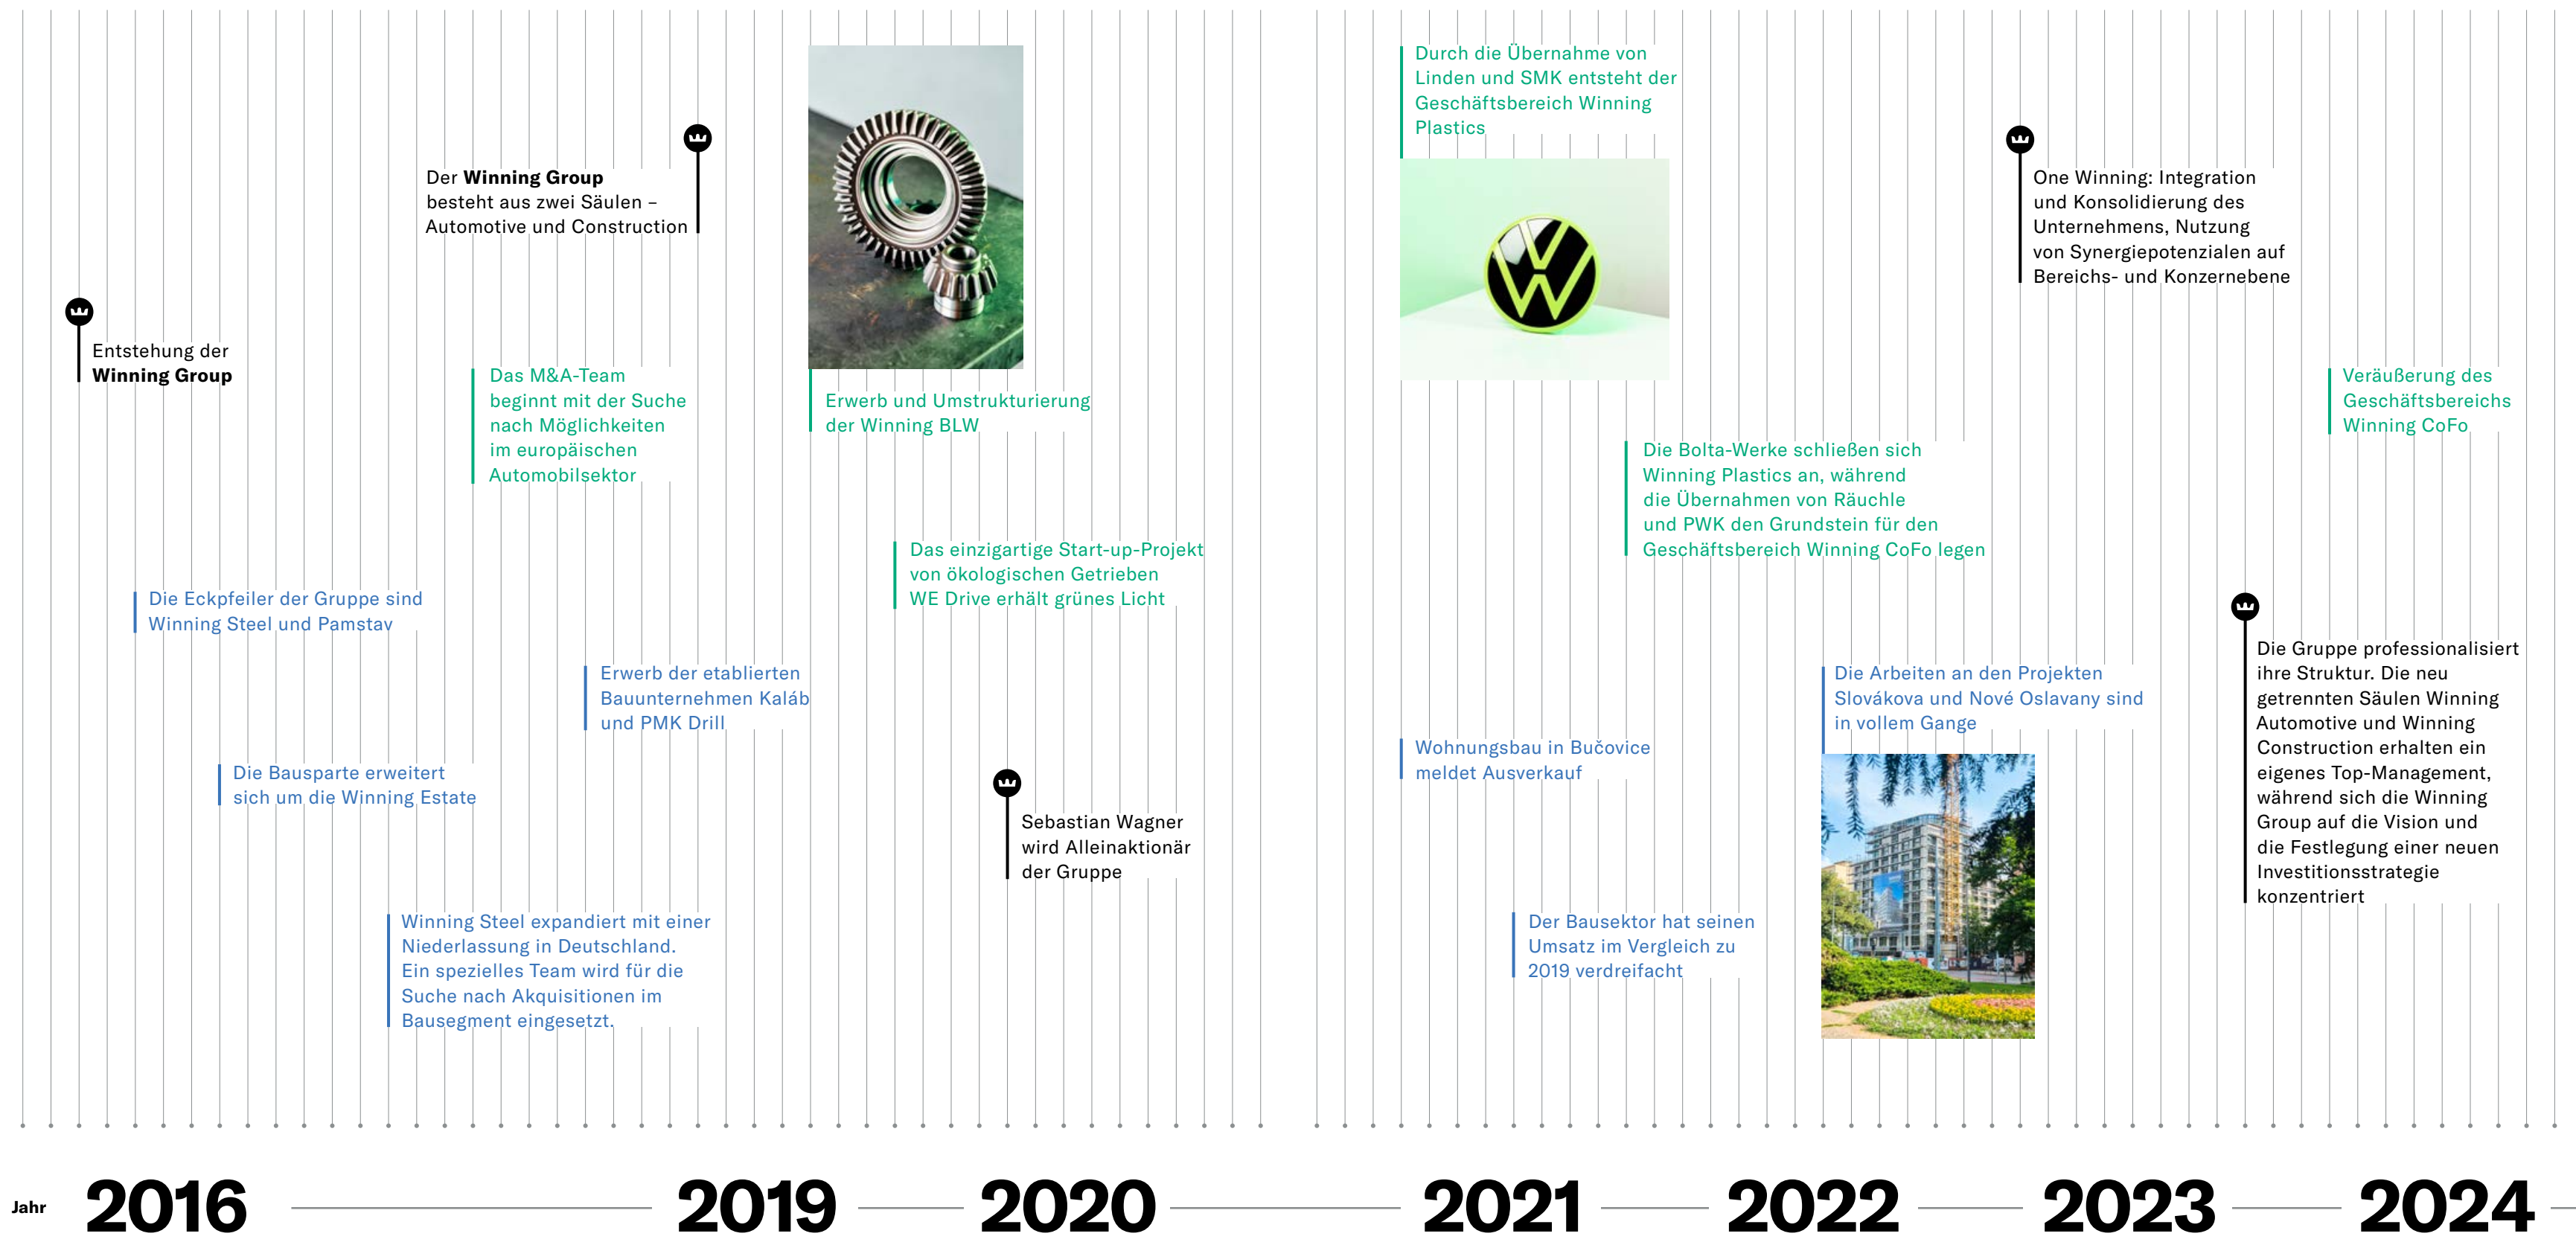 Entstehung der
Winning Group
Die Eckpfeiler der Gruppe sind
Winning Steel und Pamstav
Die Bausparte erweitert
sich um die Winning Estate
Winning Steel expandiert mit einer
Niederlassung in Deutschland.
Ein spezielles Team wird für die
Suche nach Akquisitionen im
Bausegment eingesetzt.
Das M&A-Team
beginnt mit der Suche
nach Möglichkeiten
im europäischen
Automobilsektor
Erwerb der etablierten
Bauunternehmen Kaláb
und PMK Drill
Der Winning Group
besteht aus zwei Säulen –
Automotive und Construction
Erwerb und Umstrukturierung
der Winning BLW
Das einzigartige Start-up-Projekt
von ökologischen Getrieben
WE Drive erhält grünes Licht
Sebastian Wagner
wird Alleinaktionär
der Gruppe
Durch die Übernahme von
Linden und SMK entsteht der
Geschäftsbereich Winning
Plastics
Wohnungsbau in Bučovice
meldet Ausverkauf
Der Bausektor hat seinen
Umsatz im Vergleich zu
2019 verdreifacht
Die Bolta-Werke schließen sich
Winning Plastics an, während
die Übernahmen von Räuchle
und PWK den Grundstein für den
Geschäftsbereich Winning CoFo legen
Die Arbeiten an den Projekten
Slovákova und Nové Oslavany sind
in vollem Gange
One Winning: Integration
und Konsolidierung des
Unternehmens, Nutzung
von Synergiepotenzialen auf
Bereichs- und Konzernebene
Die Gruppe professionalisiert
ihre Struktur. Die neu
getrennten Säulen Winning
Automotive und Winning
Construction erhalten ein
eigenes Top-Management,
während sich die Winning
Group auf die Vision und
die Festlegung einer neuen
Investitionsstrategie
konzentriert
Veräußerung des
Geschäftsbereichs
Winning CoFo
Jahr 2016 2019 2020 2021 2022 2023 2024